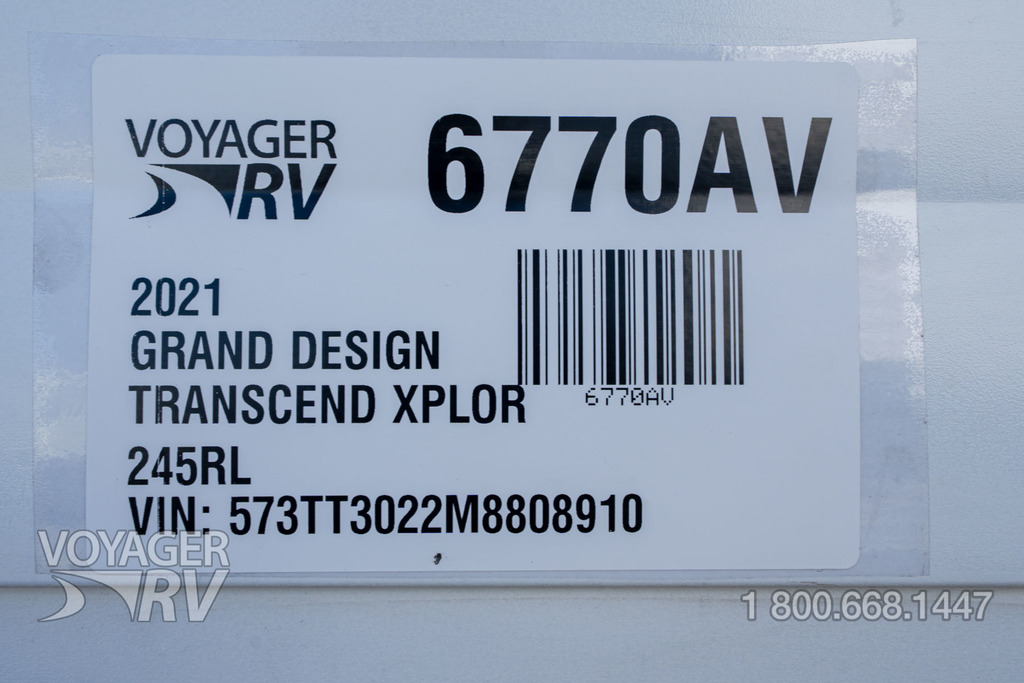 VOYAGER
RV
6770AV
2021
GRAND DESIGN
TRANSCEND XPLOR
6770AV
245RL
VIN: 573TT3022M8808910
VOYAGER
RV
1 800.668.1447